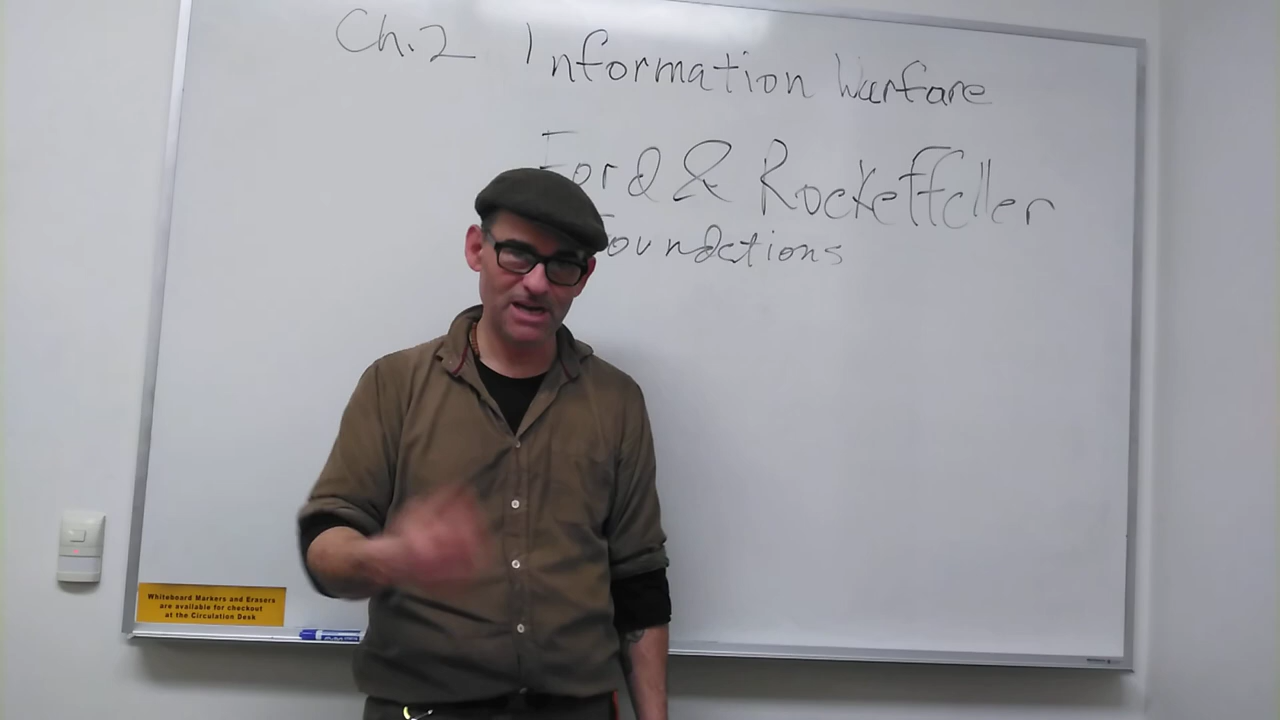 Ch.2 Information Warfare
Ford & Rockeffeller
Foundations
Whiteboard Markers and Erasers
are available for checkout
at the Circulation Desk